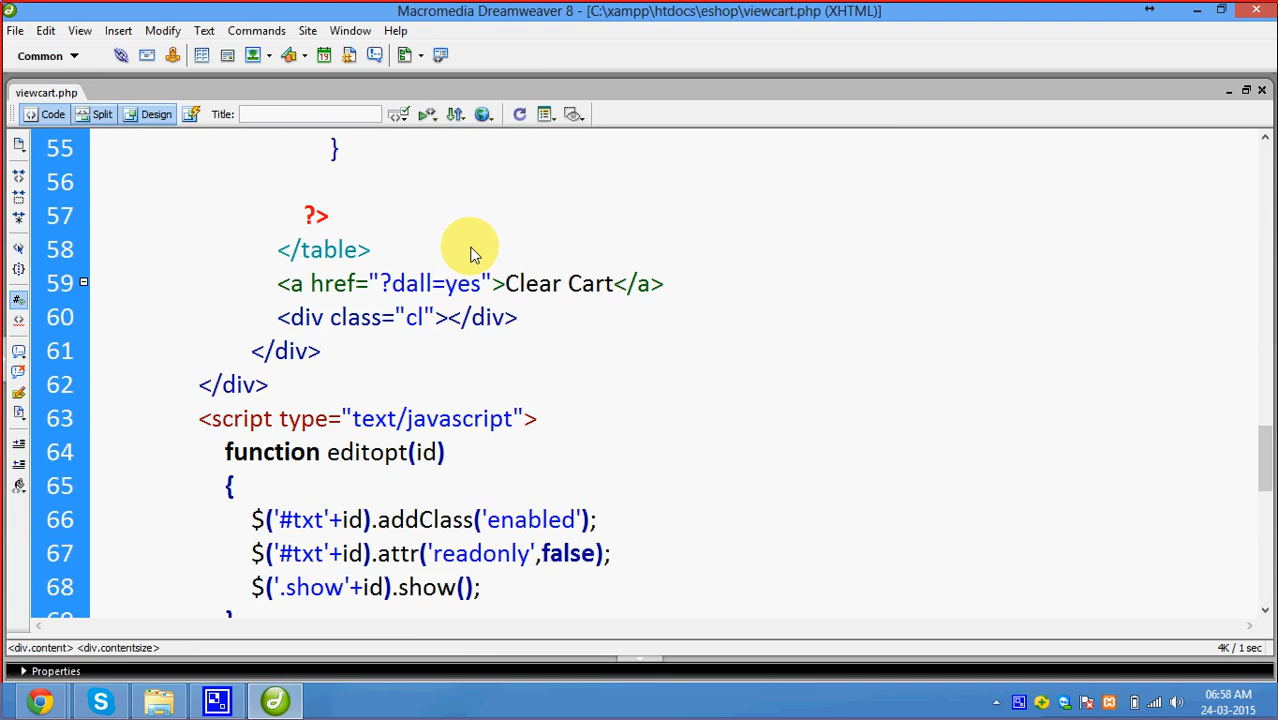 Macromedia Dreamweaver 8 - [C:\xampp\htdocs\eshop\viewcart.php (XHTML)]
File Edit View Insert Modify Text Commands Site Window Help
Common
viewcart.php
Code Split Design Title:
55 }
56
57 ?>
58 </table>
59 <a href="?dall=yes">Clear Cart</a>
60 <div class="cl"></div>
61 </div>
62 </div>
63 <script type="text/javascript">
64 function editopt(id)
65 {
66 $('#txt'+id).addClass('enabled');
67 $('#txt'+id).attr('readonly',false);
68 $('.show'+id).show();
69 }
<div.content> <div.contentsize> 4K / 1 sec
Properties
06:58 AM
24-03-2015